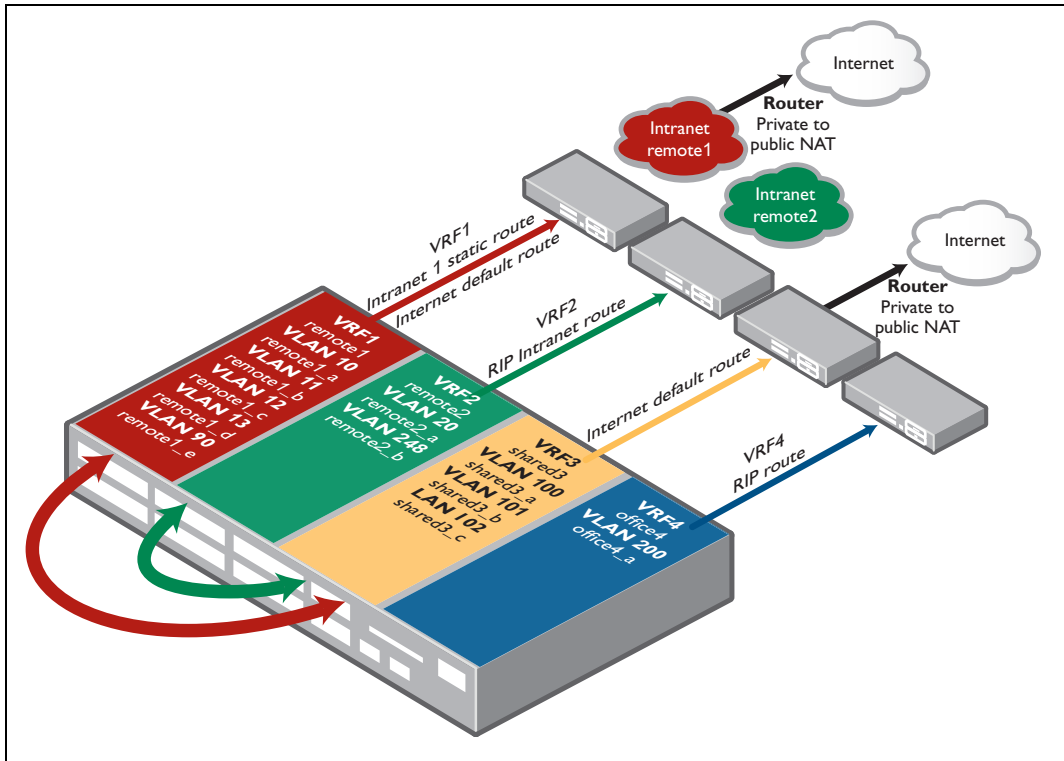 Internet
Router
Private to
public NAT
Intranet
remote1
Intranet
remote2
Internet
Router
Private to
public NAT
VRF1
Intranet 1 static route
Internet default route
VRF2
RIP Intranet route
Internet default route
VRF4
RIP route
VRF1
remote1
VLAN 10
remote1_a
VLAN 11
remote1_b
VLAN 12
remote1_c
VLAN 13
remote1_d
VLAN 90
remote1_e
VRF2
remote2
VLAN 20
remote2_a
VLAN 248
remote2_b
VRF3
shared3
VLAN 100
shared3_a
VLAN 101
shared3_b
LAN 102
shared3_c
VRF4
office4
VLAN 200
office4_a